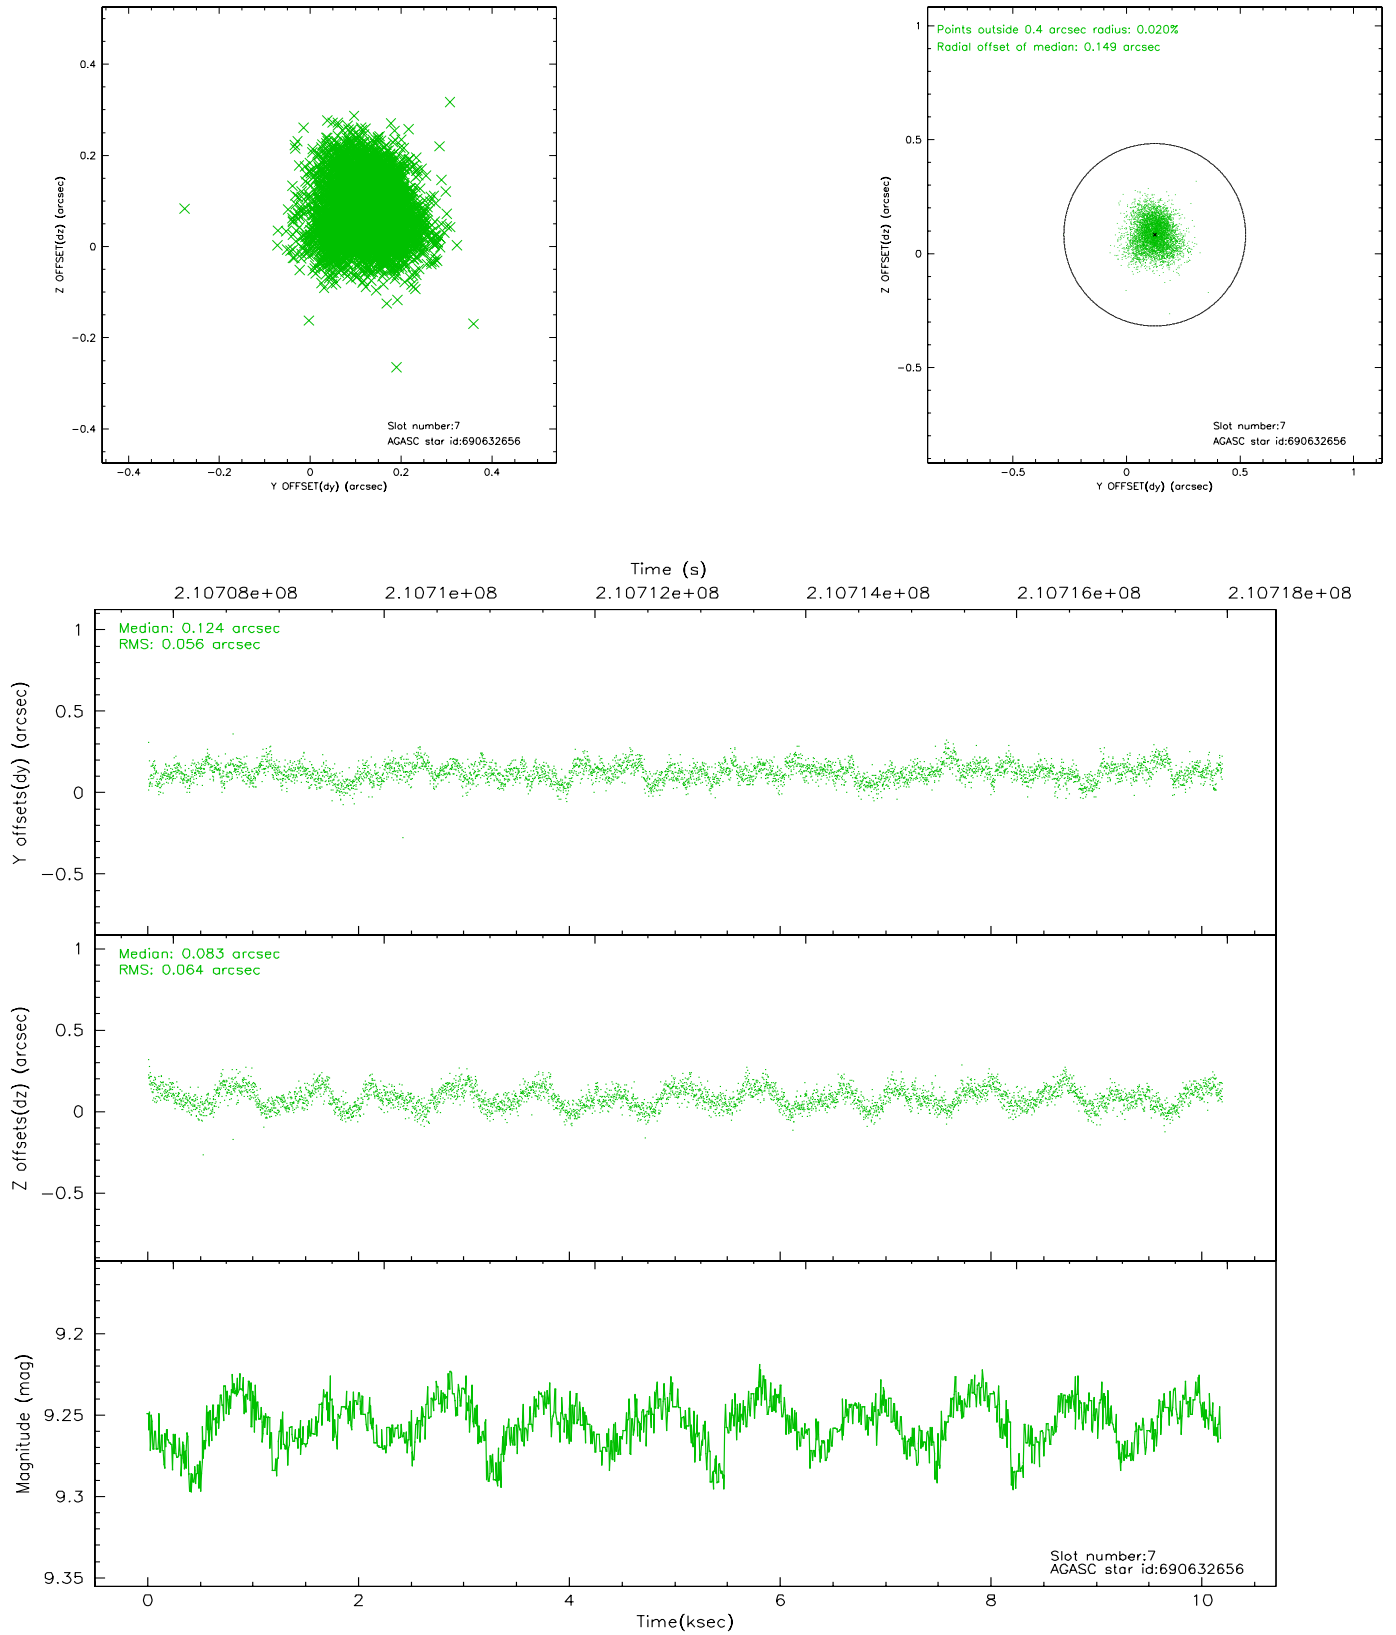 0.4
0.2
0
−0.2
−0.4
Z OFFSET(dz) (arcsec)
Slot number:7
AGASC star id:690632656
−0.4 −0.2 0 0.2 0.4
Y OFFSET(dy) (arcsec)
Points outside 0.4 arcsec radius: 0.020%
Radial offset of median: 0.149 arcsec
1
0.5
0
−0.5
Z OFFSET(dz) (arcsec)
Slot number:7
AGASC star id:690632656
−0.5 0 0.5 1
Y OFFSET(dy) (arcsec)
Time (s)
2.10708e+08 2.1071e+08 2.10712e+08 2.10714e+08 2.10716e+08 2.10718e+08
Median: 0.124 arcsec
RMS: 0.056 arcsec
1
0.5
0
−0.5
Y offsets(dy) (arcsec)
Median: 0.083 arcsec
RMS: 0.064 arcsec
1
0.5
0
−0.5
Z offsets(dz) (arcsec)
9.2
9.25
9.3
9.35
Magnitude (mag)
Slot number:7
AGASC star id:690632656
0 2 4 6 8 10
Time(ksec)